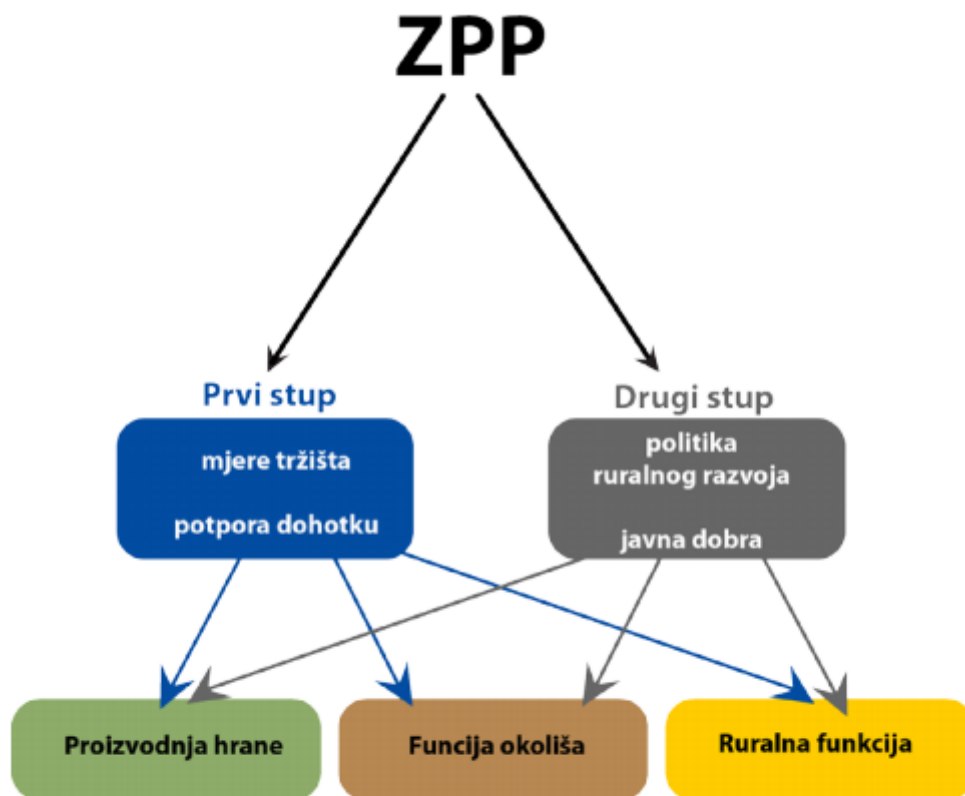 ZPP
Prvi stup
mjere tržišta
potpora dohotku
Drugi stup
politika
ruralnog razvoja
javna dobra
Proizvodnja hrane
Funcija okoliša
Ruralna funkcija